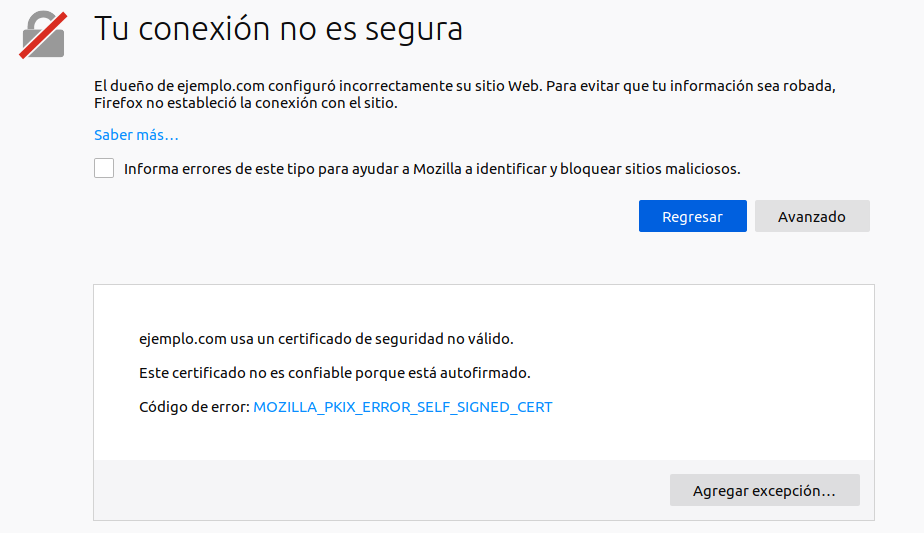 Tu conexión no es segura
El dueño de ejemplo.com configuró incorrectamente su sitio Web. Para evitar que tu información sea robada,
Firefox no estableció la conexión con el sitio.
Saber más…
Informa errores de este tipo para ayudar a Mozilla a identificar y bloquear sitios maliciosos.
Regresar Avanzado
ejemplo.com usa un certificado de seguridad no válido.
Este certificado no es confiable porque está autofirmado.
Código de error: MOZILLA_PKIX_ERROR_SELF_SIGNED_CERT
Agregar excepción…